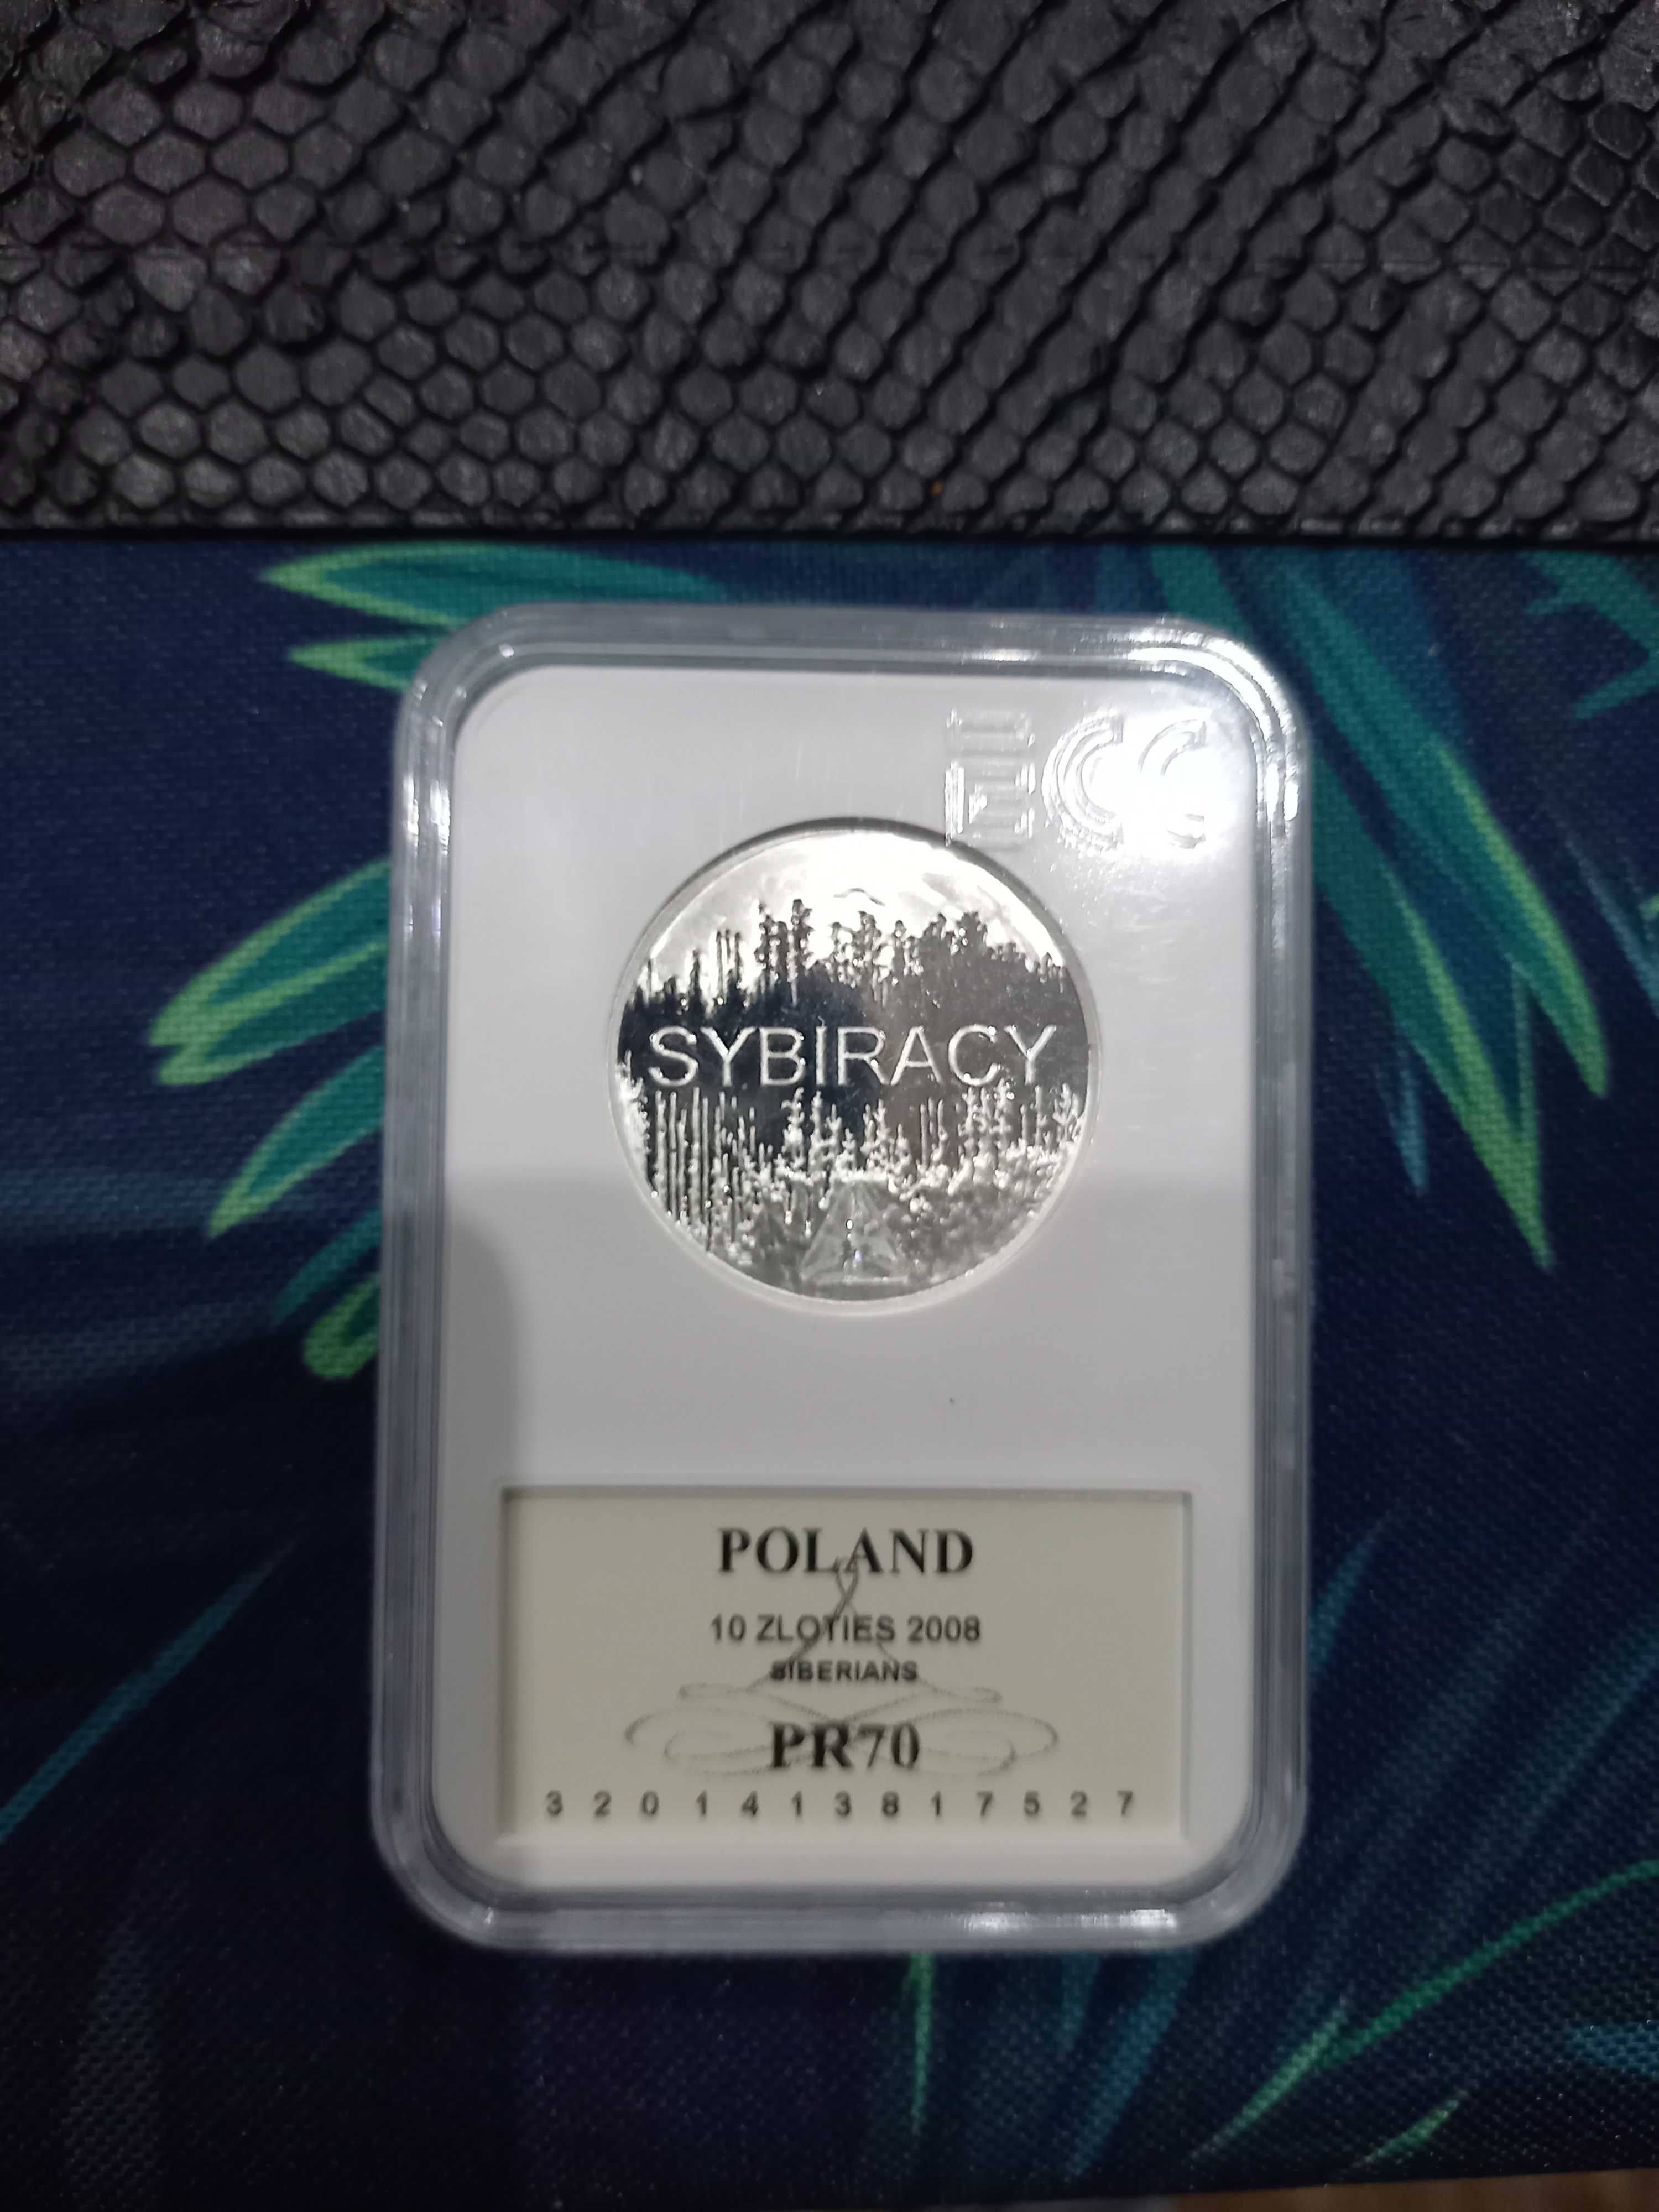 ECC
SYBIRACY
POLAND
10 ZLOTIES 2008
SIBERIANS
PR70
3 2 0 1 4 1 3 8 1 7 5 2 7